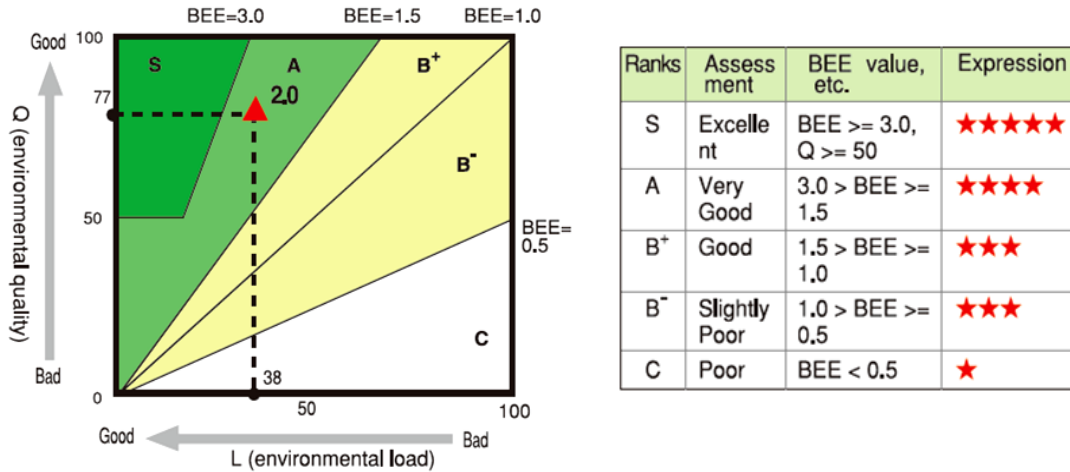 BEE=3.0
BEE=1.5
BEE=1.0
Good
100
S
A
B+
77
2.0
Q (environmental quality)
B-
50
BEE=
0.5
C
Bad
38
0
50
100
Good
Bad
L (environmental load)
Ranks
Assess
ment
BEE value,
etc.
Expression
S
Excelle
nt
BEE >= 3.0,
Q >= 50
★★★★★
A
Very
Good
3.0 > BEE >=
1.5
★★★★
B+
Good
1.5 > BEE >=
1.0
★★★
B-
Slightly
Poor
1.0 > BEE >=
0.5
★★★
C
Poor
BEE < 0.5
★